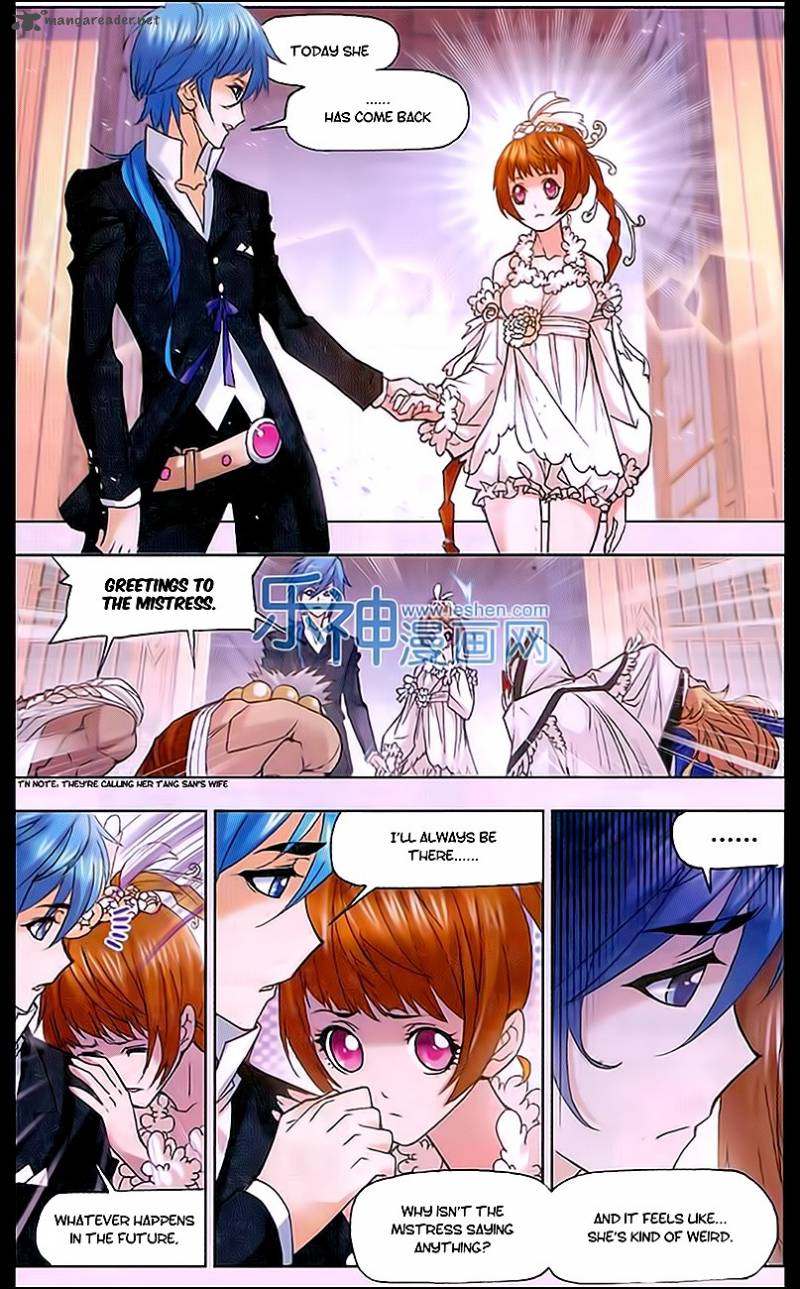 mangareader.net
TODAY SHE
......
HAS COME BACK
GREETINGS TO
THE MISTRESS.
www.leshen.com
乐神漫画网
T'N NOTE: THEY'RE CALLING HER TANG SAN'S WIFE
WHATEVER HAPPENS
IN THE FUTURE,
I'LL ALWAYS BE
THERE......
......
WHY ISN'T THE
MISTRESS SAYING
ANYTHING?
AND IT FEELS LIKE...
SHE'S KIND OF WEIRD.